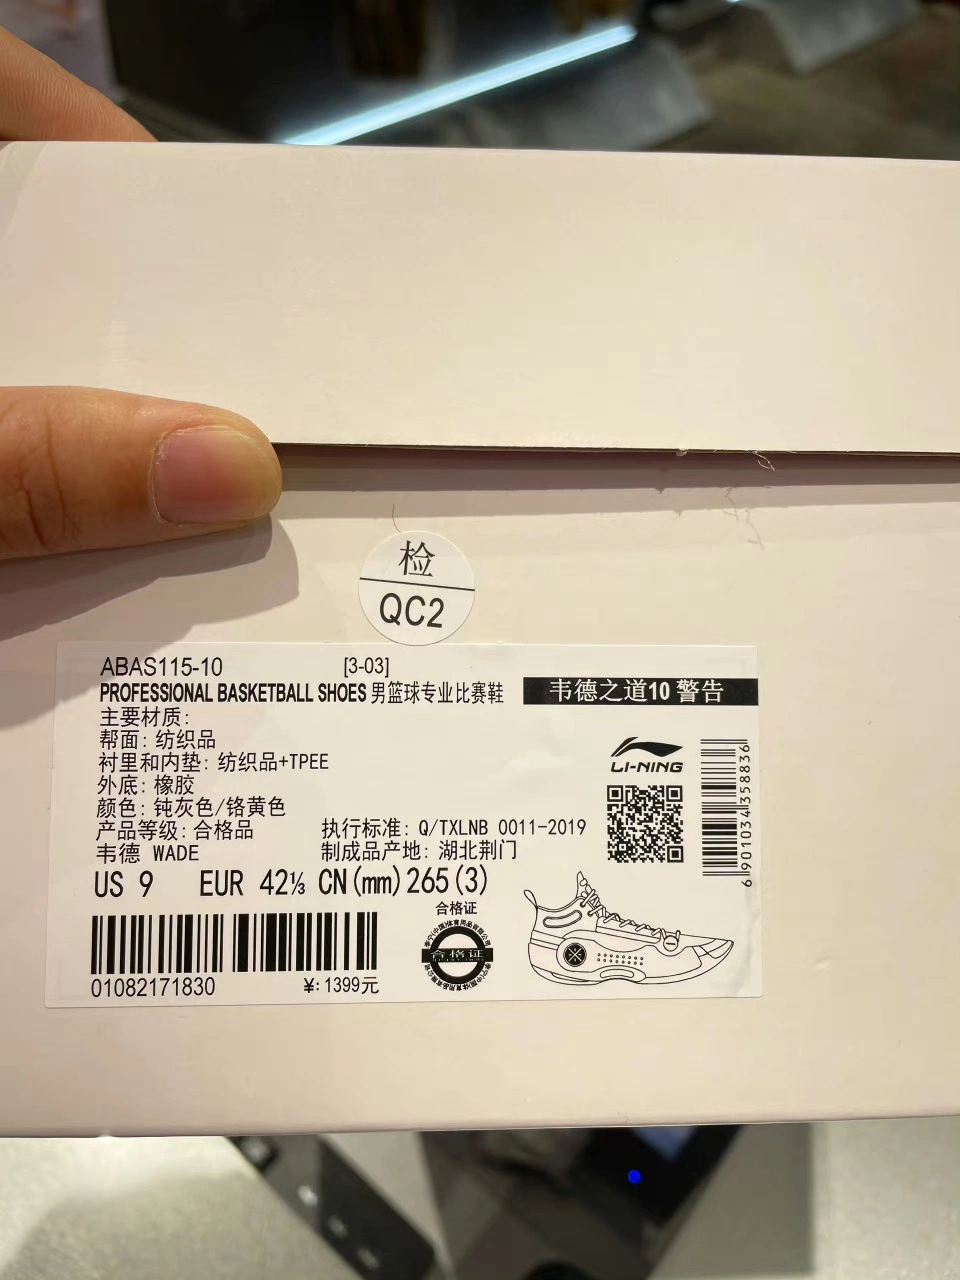 检
QC2
ABAS115-10 [3-03]
PROFESSIONAL BASKETBALL SHOES 男篮球专业比赛鞋
韦德之道10 警告
主要材质:
帮面: 纺织品
衬里和内垫: 纺织品+TPEE
外底: 橡胶
颜色: 钝灰色/铬黄色
产品等级: 合格品
执行标准: Q/TXLNB 0011-2019
韦德 WADE
制成品产地: 湖北荆门
US 9 EUR 42⅓ CN(mm)265(3)
LI-NING
6901034358836
合格证
合格证
01082171830
¥: 1399元